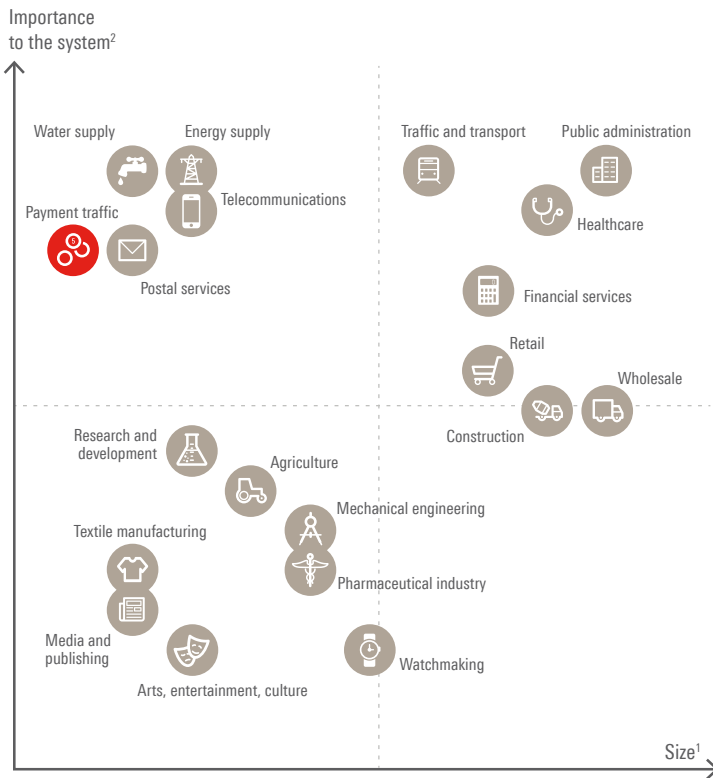 Importance
to the system²
Water supply
Energy supply
Traffic and transport
Public administration
Telecommunications
Payment traffic
5
Healthcare
Postal services
Financial services
Retail
Wholesale
Construction
Research and
development
Agriculture
Mechanical engineering
Textile manufacturing
Pharmaceutical industry
Media and
publishing
Watchmaking
Arts, entertainment, culture
Size¹